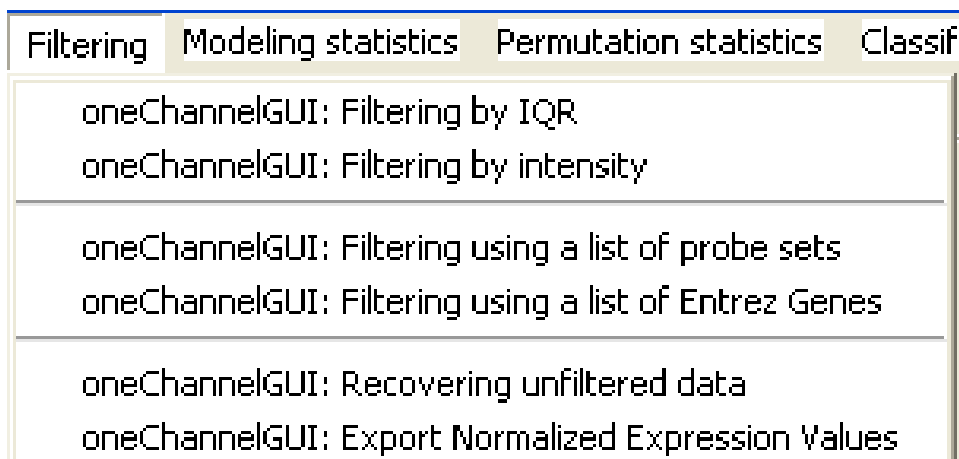 Filtering Modeling statistics Permutation statistics Classif
oneChannelGUI: Filtering by IQR
oneChannelGUI: Filtering by intensity
oneChannelGUI: Filtering using a list of probe sets
oneChannelGUI: Filtering using a list of Entrez Genes
oneChannelGUI: Recovering unfiltered data
oneChannelGUI: Export Normalized Expression Values